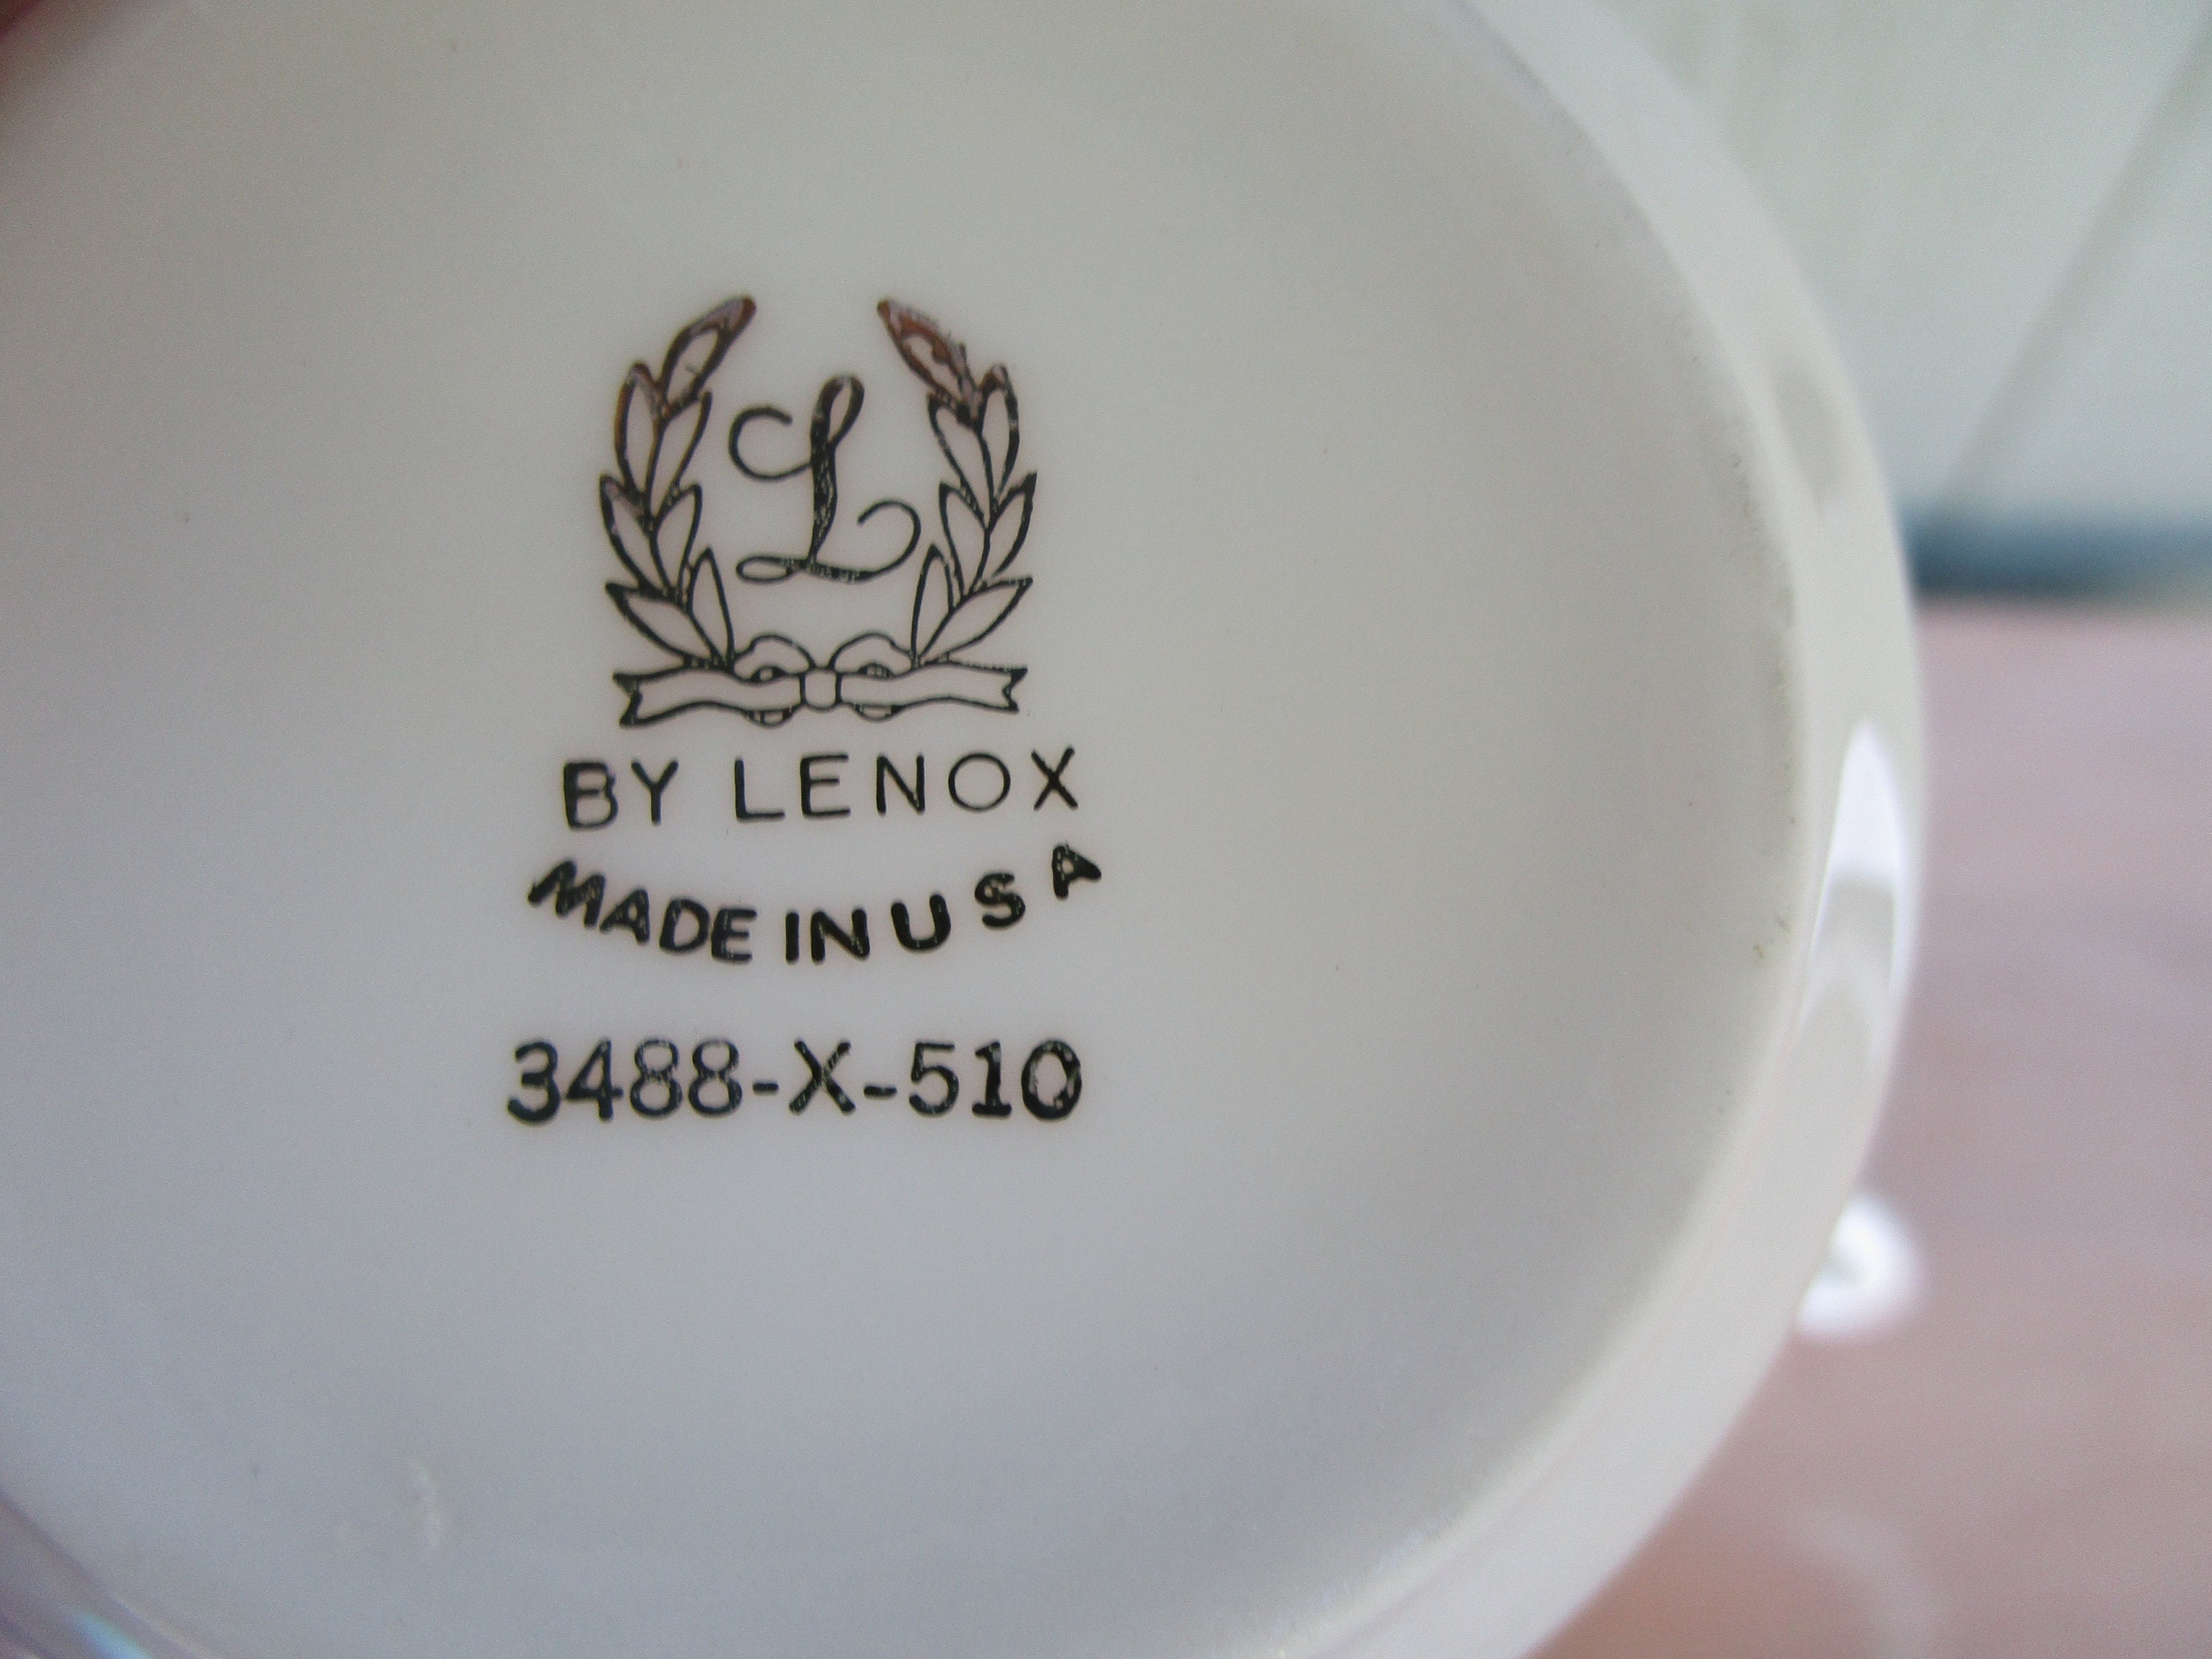 L
BY LENOX
MADE IN USA
3488-X-510